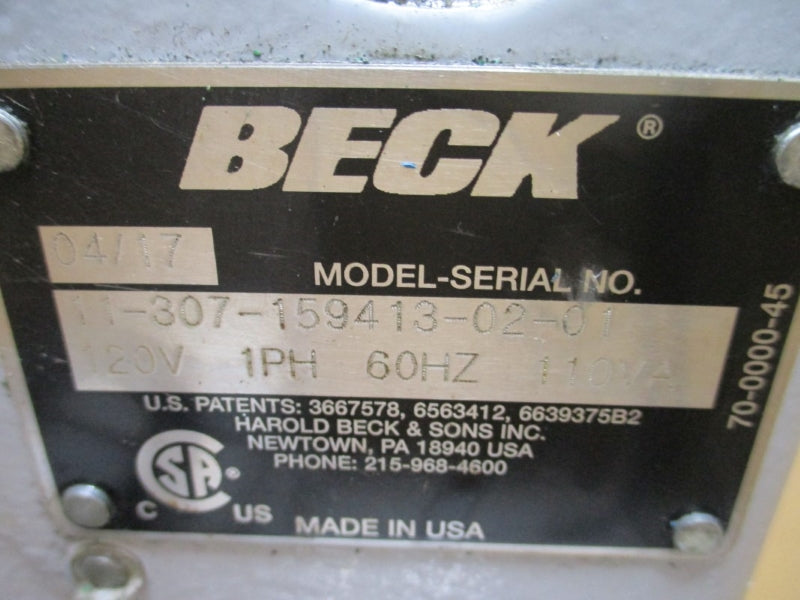 BECK®
04/17
MODEL-SERIAL NO.
11-307-159413-02-01
120V 1PH 60HZ 110VA
70-0000-45
U.S. PATENTS: 3667578, 6563412, 6639375B2
HAROLD BECK & SONS INC.
NEWTOWN, PA 18940 USA
PHONE: 215-968-4600
CSA®
C US
MADE IN USA